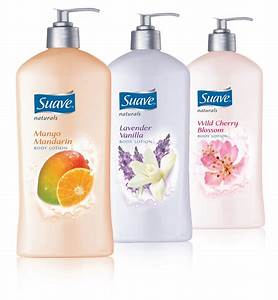 Suave
naturals
Mango
Mandarin
BODY LOTION
Suave
naturals
Lavender
Vanilla
BODY LOTION
Suave
naturals
Wild Cherry
Blossom
BODY LOTION